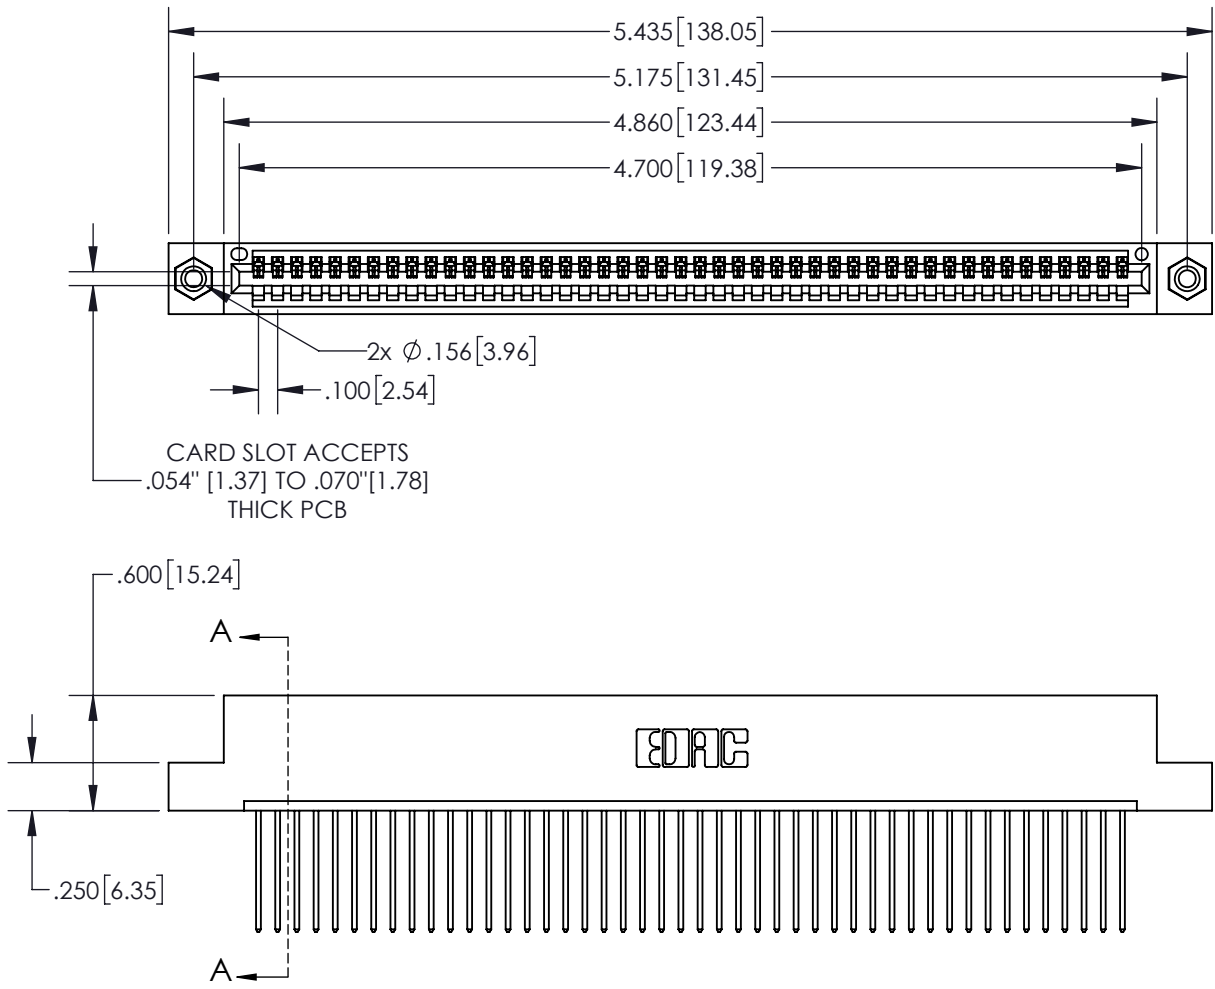 5.435[138.05]
5.175[131.45]
4.860[123.44]
4.700[119.38]
2x Ø.156[3.96]
.100[2.54]
CARD SLOT ACCEPTS
.054" [1.37] TO .070"[1.78]
THICK PCB
.600[15.24]
A
EDAC
.250[6.35]
A